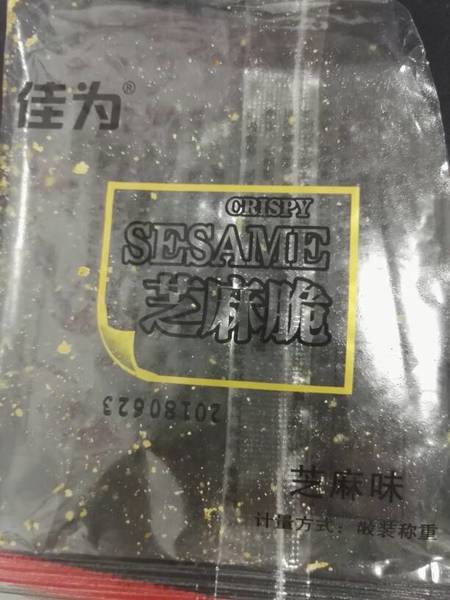 佳为®
CRISPY
SESAME
芝麻脆
20180623
芝麻味
计量方式：散装称重